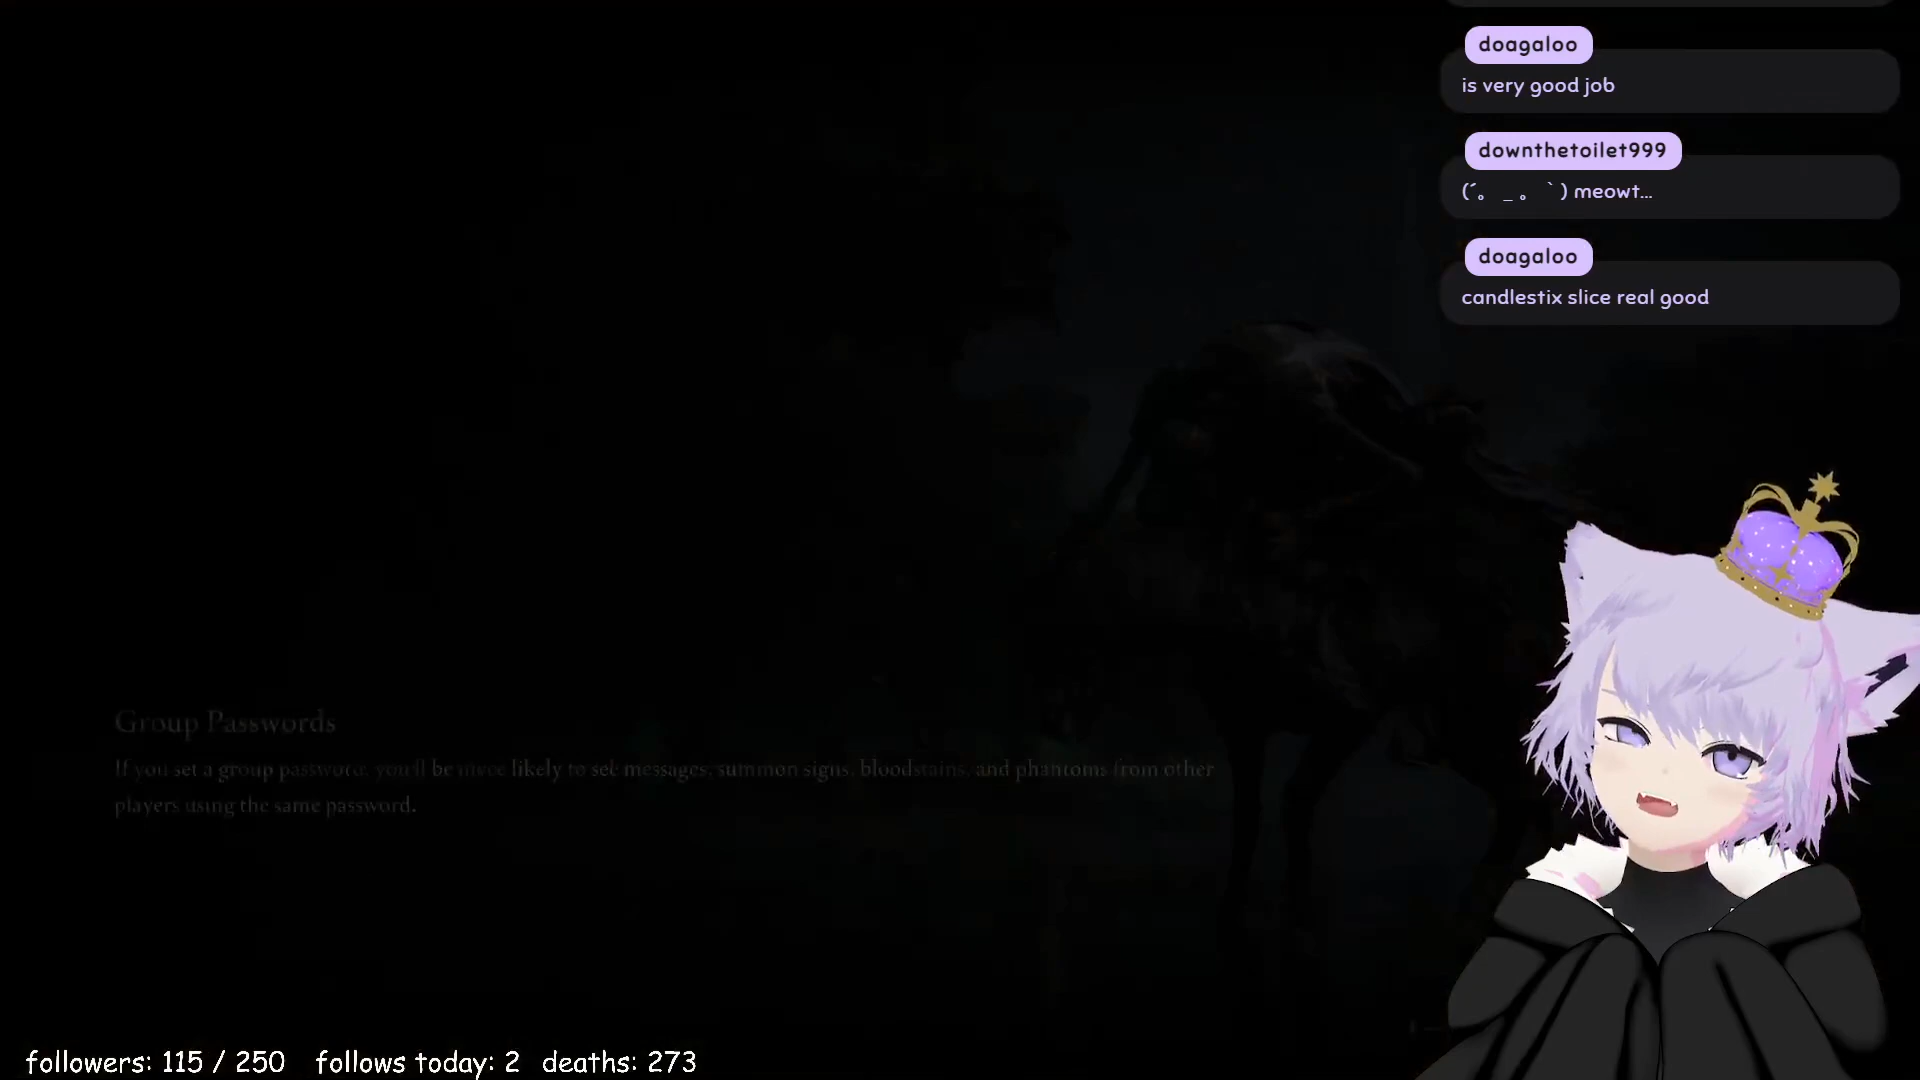 doagaloo
is very good job
downthetoilet999
(´。 _ 。 ` ) meowt...
doagaloo
candlestix slice real good
Group Passwords
If you set a group password, you'll be more likely to see messages, summon signs, bloodstains, and phantoms from other
players using the same password.
followers: 115 / 250 follows today: 2 deaths: 273